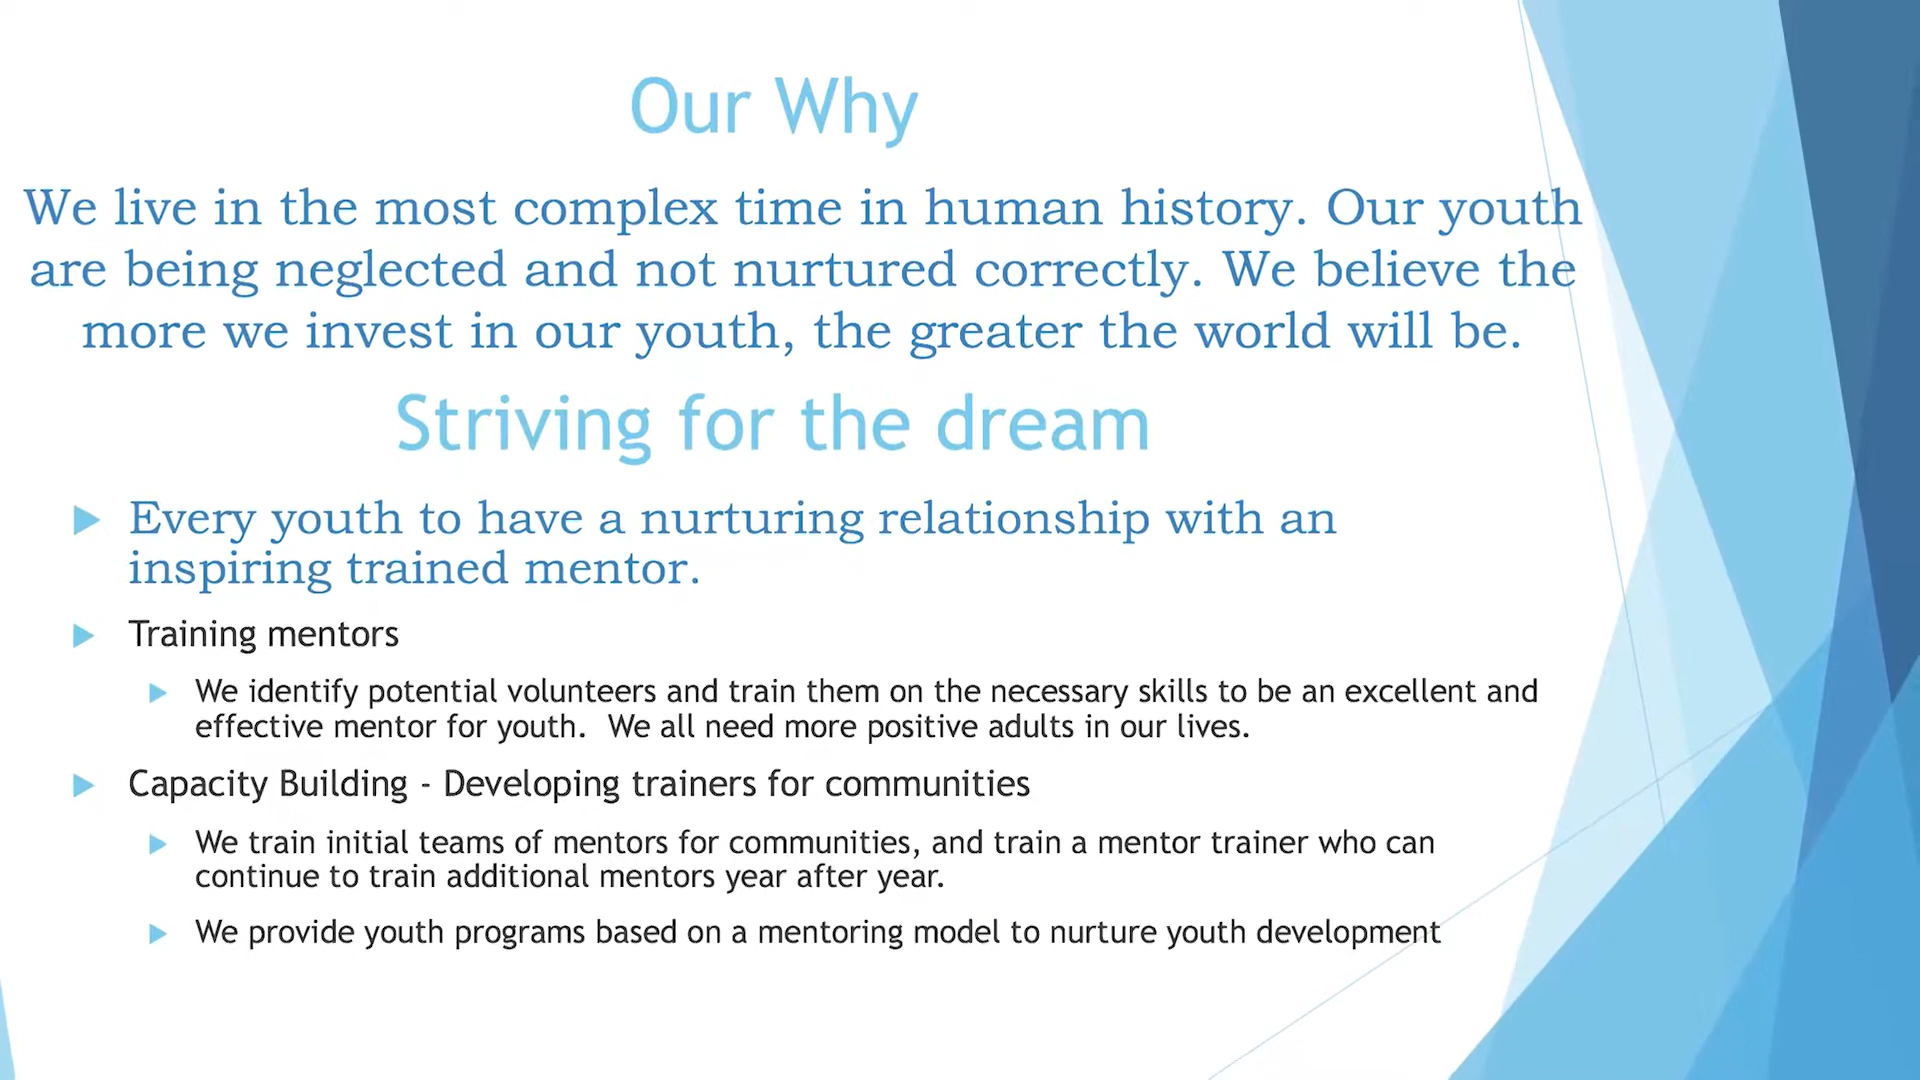 Our Why
We live in the most complex time in human history. Our youth
are being neglected and not nurtured correctly. We believe the
more we invest in our youth, the greater the world will be.
Striving for the dream
Every youth to have a nurturing relationship with an
inspiring trained mentor.
Training mentors
We identify potential volunteers and train them on the necessary skills to be an excellent and
effective mentor for youth.  We all need more positive adults in our lives.
Capacity Building - Developing trainers for communities
We train initial teams of mentors for communities, and train a mentor trainer who can
continue to train additional mentors year after year.
We provide youth programs based on a mentoring model to nurture youth development